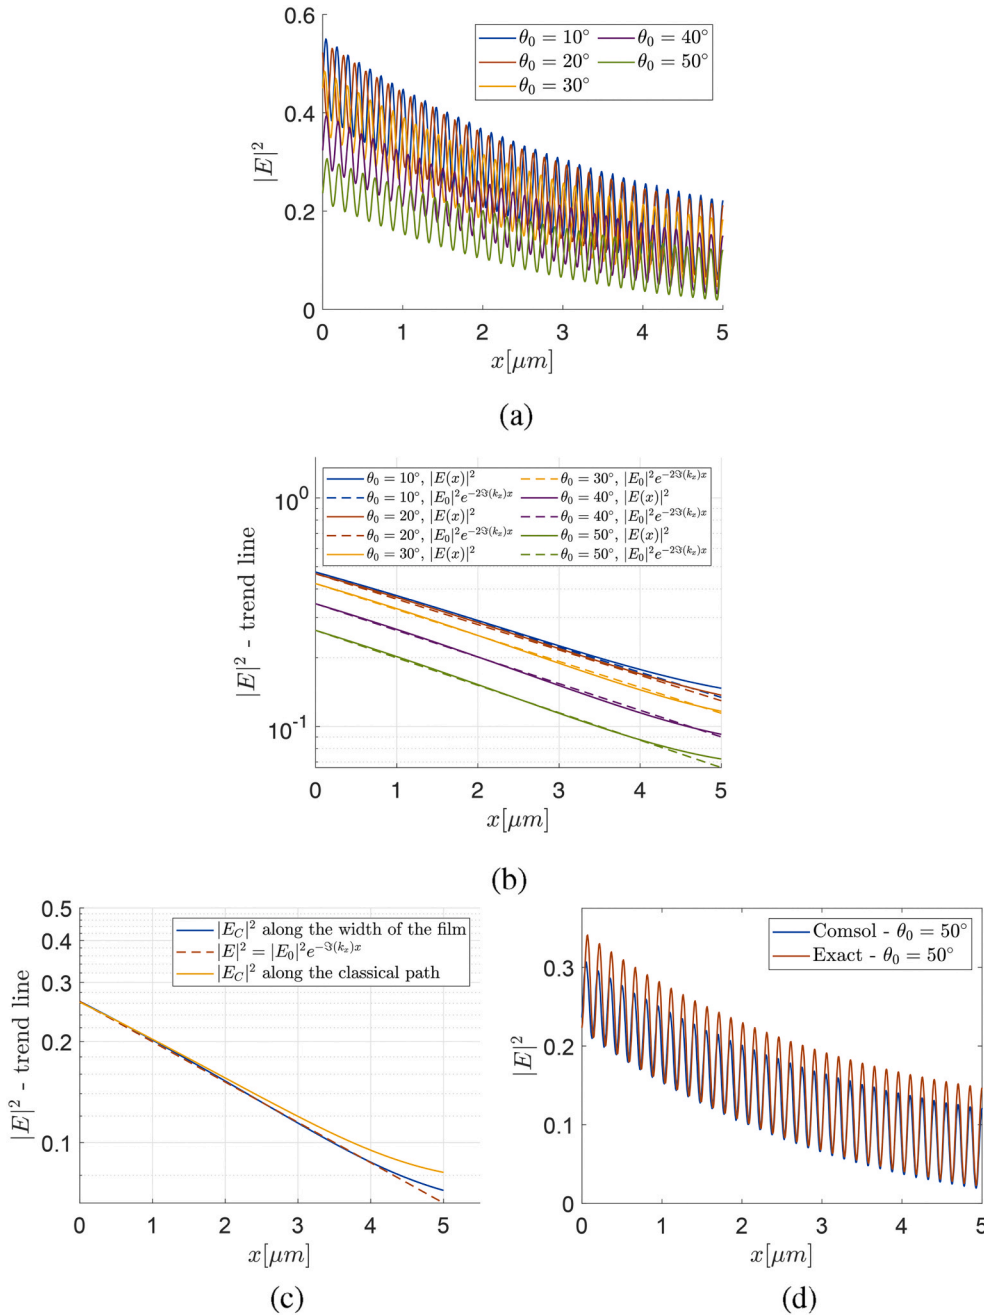 0.6
0.4
0.2
0
|E|²
θ₀ = 10°
θ₀ = 20°
θ₀ = 30°
θ₀ = 40°
θ₀ = 50°
0 1 2 3 4 5
x[μm]
(a)
10⁰
10⁻¹
|E|² - trend line
θ₀ = 10°, |E(x)|²
θ₀ = 10°, |E₀|²e^{-2ℑ(kₓ)x}
θ₀ = 20°, |E(x)|²
θ₀ = 20°, |E₀|²e^{-2ℑ(kₓ)x}
θ₀ = 30°, |E(x)|²
θ₀ = 30°, |E₀|²e^{-2ℑ(kₓ)x}
θ₀ = 40°, |E(x)|²
θ₀ = 40°, |E₀|²e^{-2ℑ(kₓ)x}
θ₀ = 50°, |E(x)|²
θ₀ = 50°, |E₀|²e^{-2ℑ(kₓ)x}
0 1 2 3 4 5
x[μm]
(b)
0.5
0.4
0.3
0.2
0.1
|E|² - trend line
|E_C|² along the width of the film
|E|² = |E₀|²e^{-ℑ(kₓ)x}
|E_C|² along the classical path
0 1 2 3 4 5
x[μm]
(c)
0.3
0.2
0.1
0
|E|²
Comsol - θ₀ = 50°
Exact - θ₀ = 50°
0 1 2 3 4 5
x[μm]
(d)